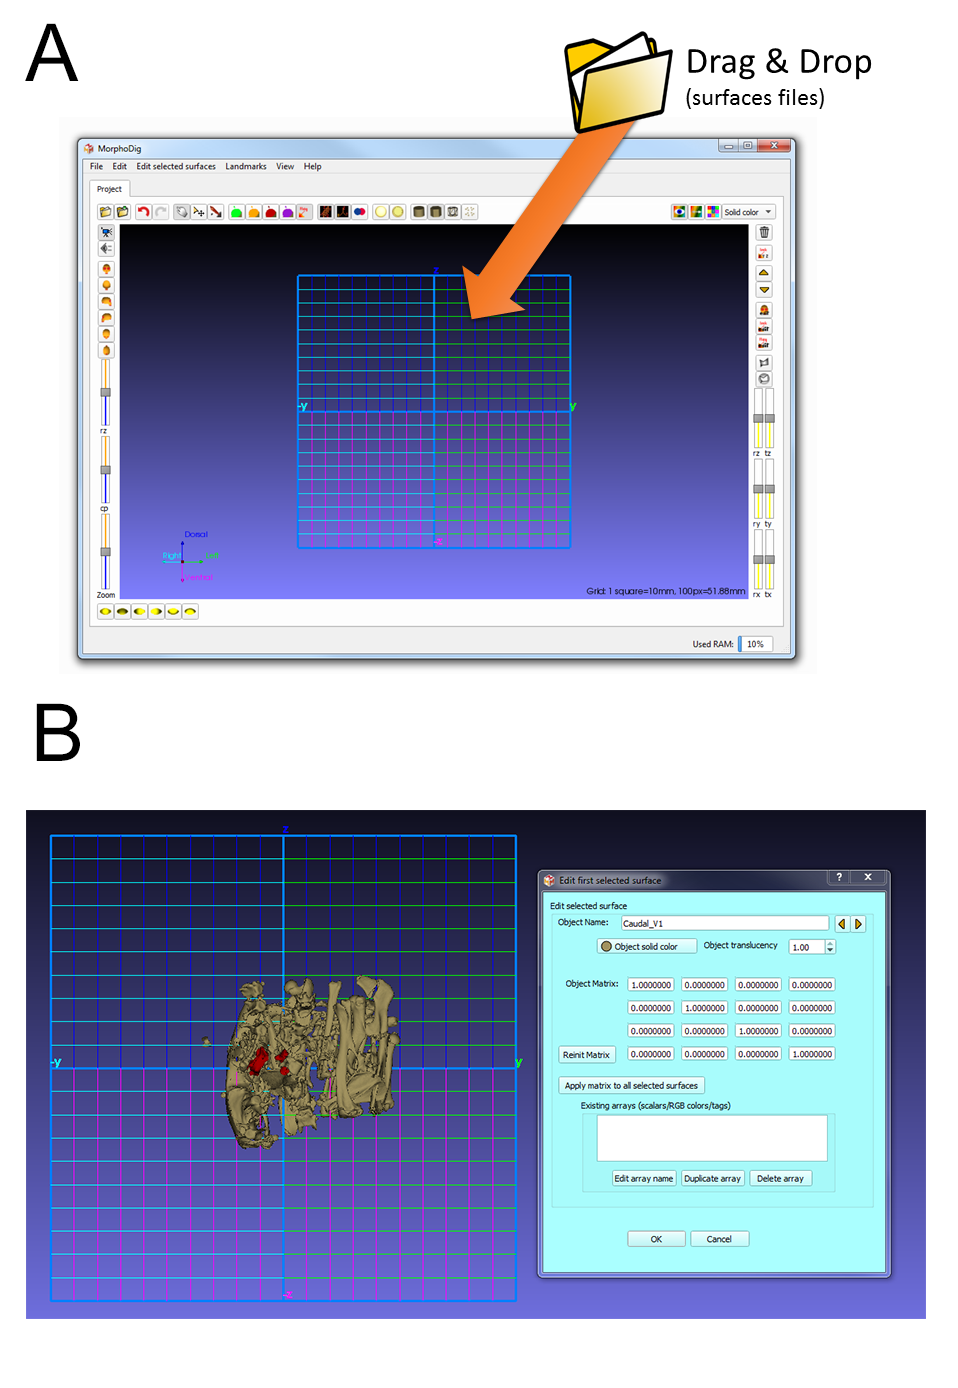 A
Drag & Drop
(surfaces files)
MorphoDig
File Edit Edit selected surfaces Landmarks View Help
Project
Solid color
z
-y
y
-z
rz
cp
Zoom
Dorsal
Right
Left
Ventral
Grid: 1 square=10mm, 100px=51.88mm
rz tz
ry ty
rx tx
Used RAM: 10%
B
z
-y
y
-z
Edit first selected surface
Edit selected surface
Object Name: Caudal_V1
Object solid color Object translucency 1.00
Object Matrix: 1.0000000 0.0000000 0.0000000 0.0000000
0.0000000 1.0000000 0.0000000 0.0000000
0.0000000 0.0000000 1.0000000 0.0000000
Reinit Matrix 0.0000000 0.0000000 0.0000000 1.0000000
Apply matrix to all selected surfaces
Existing arrays (scalars/RGB colors/tags)
Edit array name Duplicate array Delete array
OK Cancel